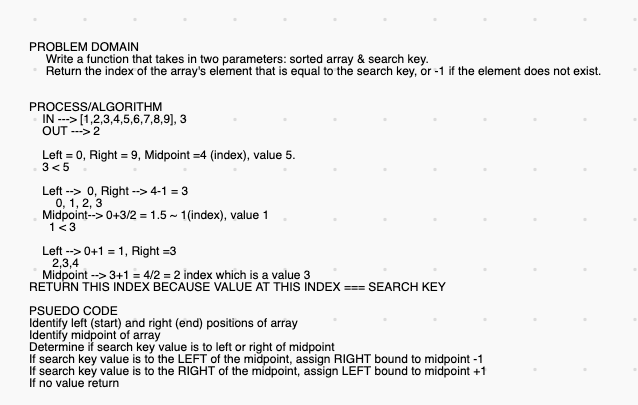 PROBLEM DOMAIN
Write a function that takes in two parameters: sorted array & search key.
Return the index of the array's element that is equal to the search key, or -1 if the element does not exist.
PROCESS/ALGORITHM
IN ---> [1,2,3,4,5,6,7,8,9], 3
OUT ---> 2
Left = 0, Right = 9, Midpoint =4 (index), value 5.
3 < 5
Left --> 0, Right --> 4-1 = 3
0, 1, 2, 3
Midpoint--> 0+3/2 = 1.5 ~ 1(index), value 1
1 < 3
Left --> 0+1 = 1, Right =3
2,3,4
Midpoint --> 3+1 = 4/2 = 2 index which is a value 3
RETURN THIS INDEX BECAUSE VALUE AT THIS INDEX === SEARCH KEY
PSUEDO CODE
Identify left (start) and right (end) positions of array
Identify midpoint of array
Determine if search key value is to left or right of midpoint
If search key value is to the LEFT of the midpoint, assign RIGHT bound to midpoint -1
If search key value is to the RIGHT of the midpoint, assign LEFT bound to midpoint +1
If no value return